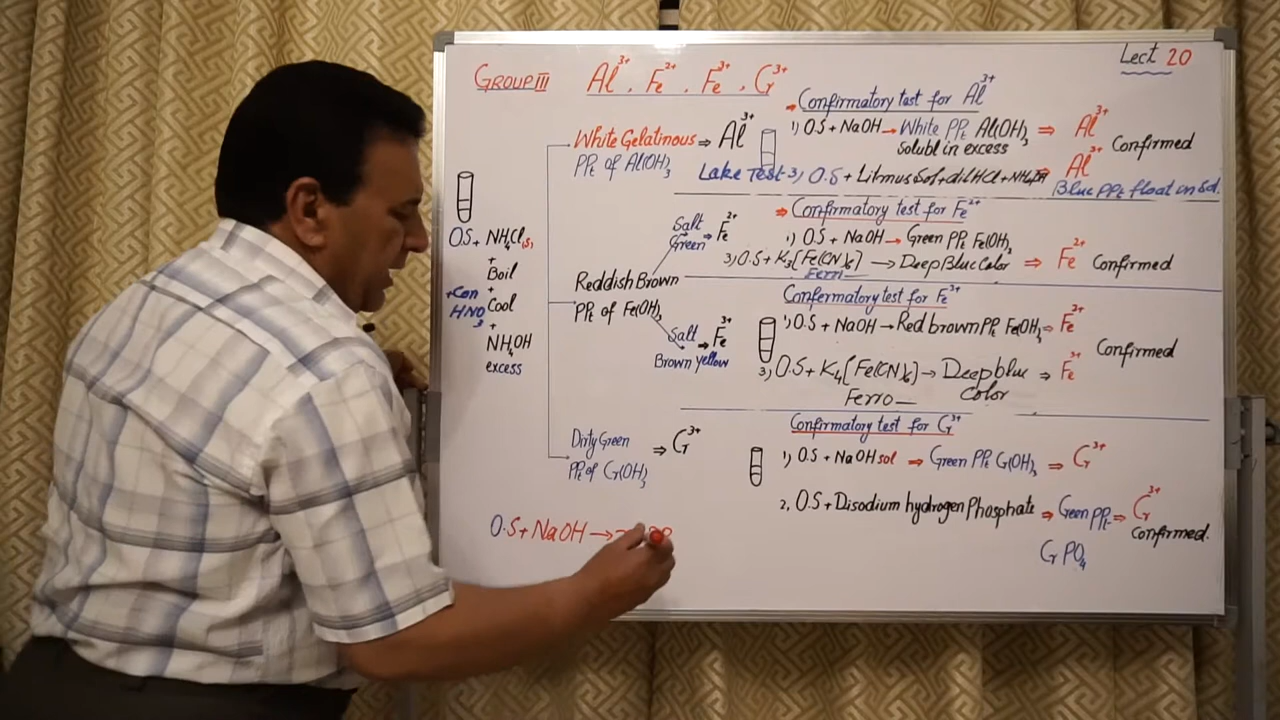 Lect 20
GROUP III Al³⁺, Fe²⁺, Fe³⁺, Cr³⁺
OS + NH₄Cl(s)
+
Boil
+ Con HNO₃
+
Cool
+
NH₄OH
excess
White Gelatinous ⇒ Al³⁺
PPt of Al(OH)₃
Reddish Brown
PPt of Fe(OH)₃
Salt Green → Fe²⁺
Salt → Fe³⁺
Brown Yellow
Dirty Green
PPt of Cr(OH)₃ ⇒ Cr³⁺
O.S + NaOH →
→ Confirmatory test for Al³⁺
1) O.S + NaOH → White PPt Al(OH)₃ ⇒ Al³⁺ Confirmed
Solubl in excess
Lake Test 3) O.S + Litmus Sol + dil HCl + Al³⁺
Blue PPt float in Sol.
⇒ Confirmatory test for Fe²⁺
1) O.S + NaOH → Green PPt Fe(OH)₂
3) O.S + K₃[Fe(CN)₆] → Deep Blue Color ⇒ Fe²⁺ Confirmed
Ferri
Confermatory test for Fe³⁺
1) O.S + NaOH → Red brown PPt Fe(OH)₃ ⇒ Fe³⁺
Confirmed
3) O.S + K₄[Fe(CN)₆] → Deep blue Color ⇒ Fe³⁺
Ferro
Confirmatory test for Cr³⁺
1) O.S + NaOH sol → Green PPt Cr(OH)₃ ⇒ Cr³⁺
2, O.S + Disodium hydrogen Phosphate ⇒ Green PPt ⇒ Cr³⁺
Confirmed.
CrPO₄